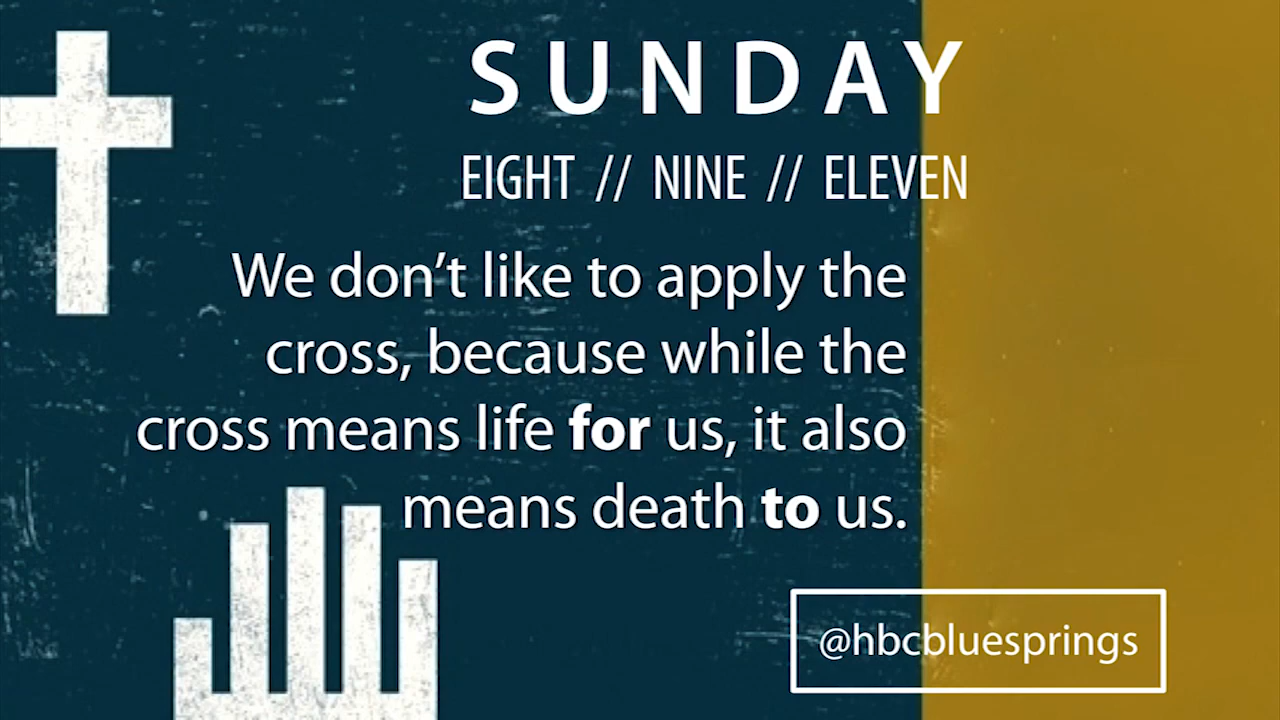 SUNDAY
EIGHT // NINE // ELEVEN
We don’t like to apply the
cross, because while the
cross means life for us, it also
means death to us.
@hbcbluesprings